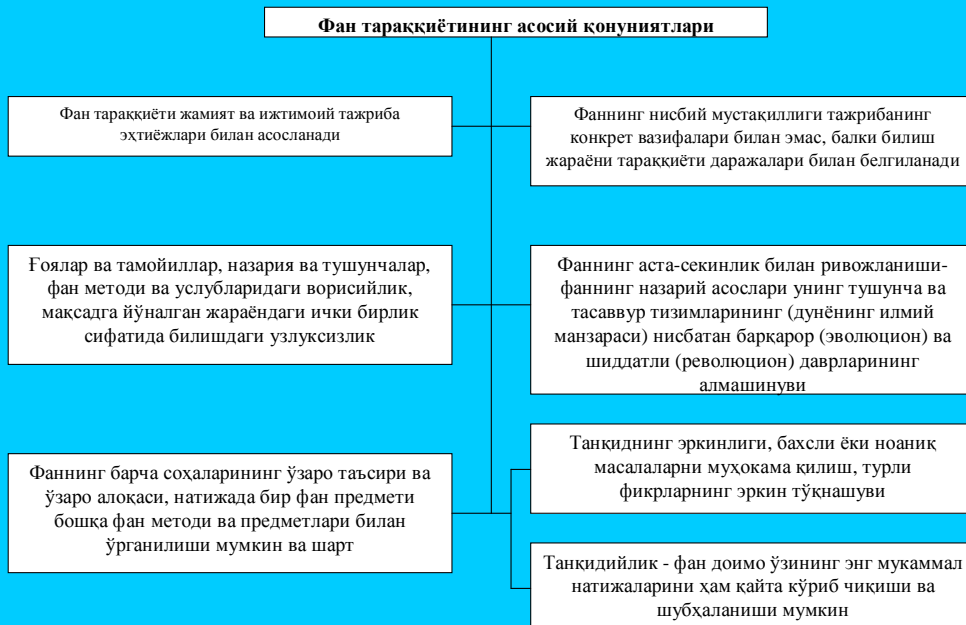 Фан тараққиётининг асосий қонуниятлари
Фан тараққиёти жамият ва ижтимоий тажриба
эҳтиёжлари билан асосланади
Фаннинг нисбий мустақиллиги тажрибанинг
конкрет вазифалари билан эмас, балки билиш
жараёни тараққиёти даражалари билан белгиланади
Ғоялар ва тамойиллар, назария ва тушунчалар,
фан методи ва услубларидаги ворисийлик,
мақсадга йўналган жараёндаги ички бирлик
сифатида билишдаги узлуксизлик
Фаннинг аста-секинлик билан ривожланиши-
фаннинг назарий асослари унинг тушунча ва
тасаввур тизимларининг (дунёнинг илмий
манзараси) нисбатан барқарор (эволюцион) ва
шиддатли (революцион) даврларининг
алмашинуви
Фаннинг барча соҳаларининг ўзаро таъсири ва
ўзаро алоқаси, натижада бир фан предмети
бошқа фан методи ва предметлари билан
ўрганилиши мумкин ва шарт
Танқиднинг эркинлиги, бахсли ёки ноаниқ
масалаларни муҳокама қилиш, турли
фикрларнинг эркин тўқнашуви
Танқидийлик - фан доимо ўзининг энг мукаммал
натижаларини ҳам қайта кўриб чиқиши ва
шубҳаланиши мумкин